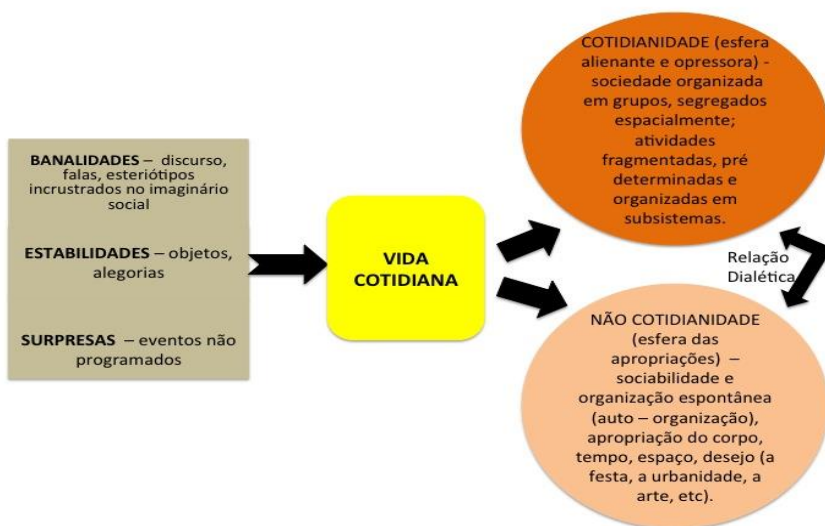 BANALIDADES – discurso,
falas, esteriótipos
incrustrados no imaginário
social
ESTABILIDADES – objetos,
alegorias
SURPRESAS – eventos não
programados
VIDA
COTIDIANA
COTIDIANIDADE (esfera
alienante e opressora) -
sociedade organizada
em grupos, segregados
espacialmente;
atividades
fragmentadas, pré
determinadas e
organizadas em
subsistemas.
Relação
Dialética
NÃO COTIDIANIDADE
(esfera das
apropriações) –
sociabilidade e
organização espontânea
(auto – organização),
apropriação do corpo,
tempo, espaço, desejo (a
festa, a urbanidade, a
arte, etc).